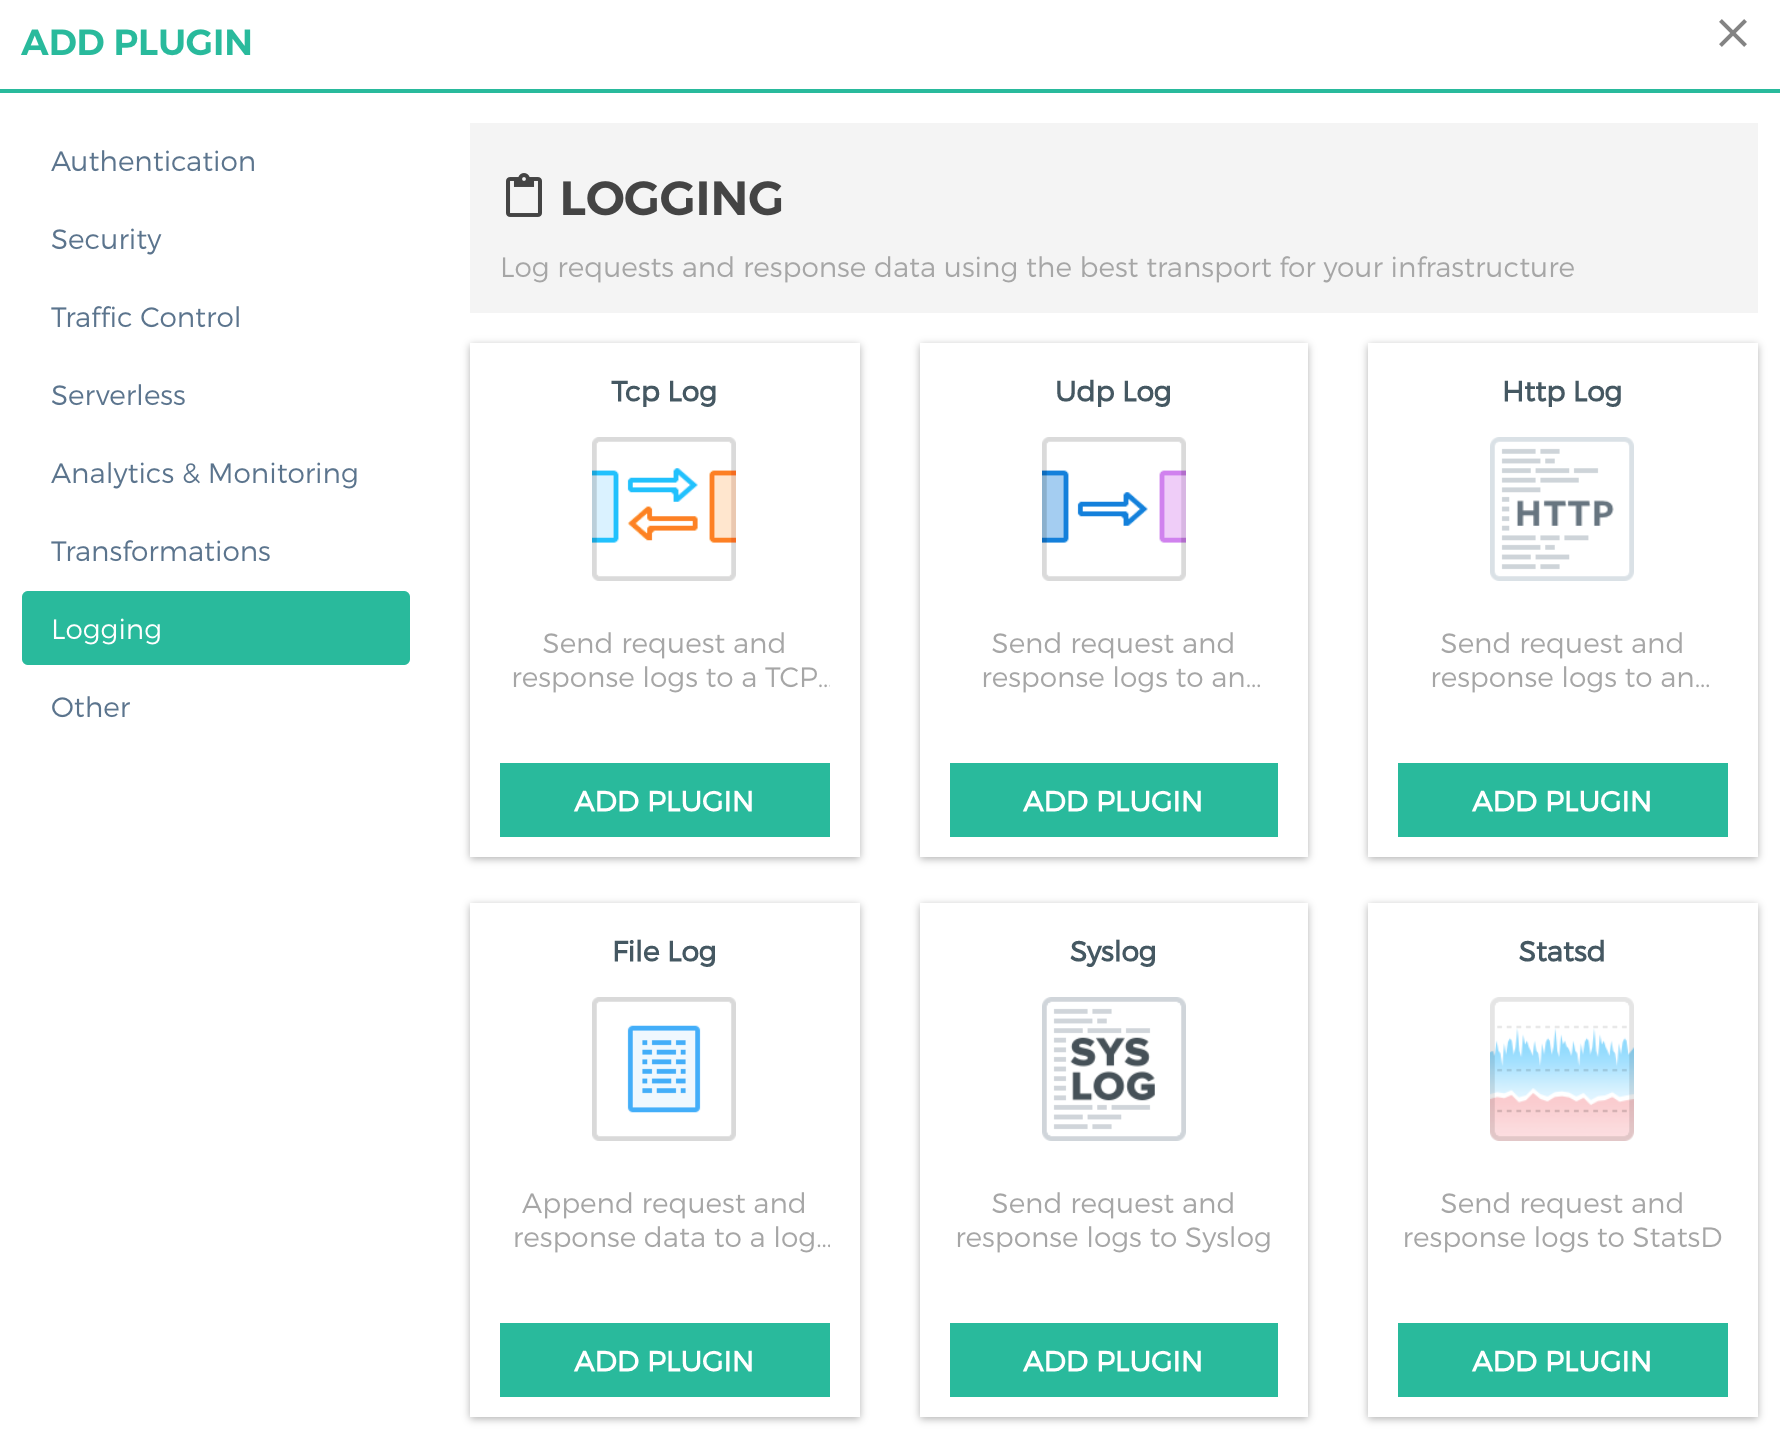 ADD PLUGIN
Authentication
Security
Traffic Control
Serverless
Analytics & Monitoring
Transformations
Logging
Other
LOGGING
Log requests and response data using the best transport for your infrastructure
Tcp Log
Send request and
response logs to a TCP...
ADD PLUGIN
Udp Log
Send request and
response logs to an...
ADD PLUGIN
Http Log
HTTP
Send request and
response logs to an...
ADD PLUGIN
File Log
Append request and
response data to a log...
ADD PLUGIN
Syslog
SYS
LOG
Send request and
response logs to Syslog
ADD PLUGIN
Statsd
Send request and
response logs to StatsD
ADD PLUGIN